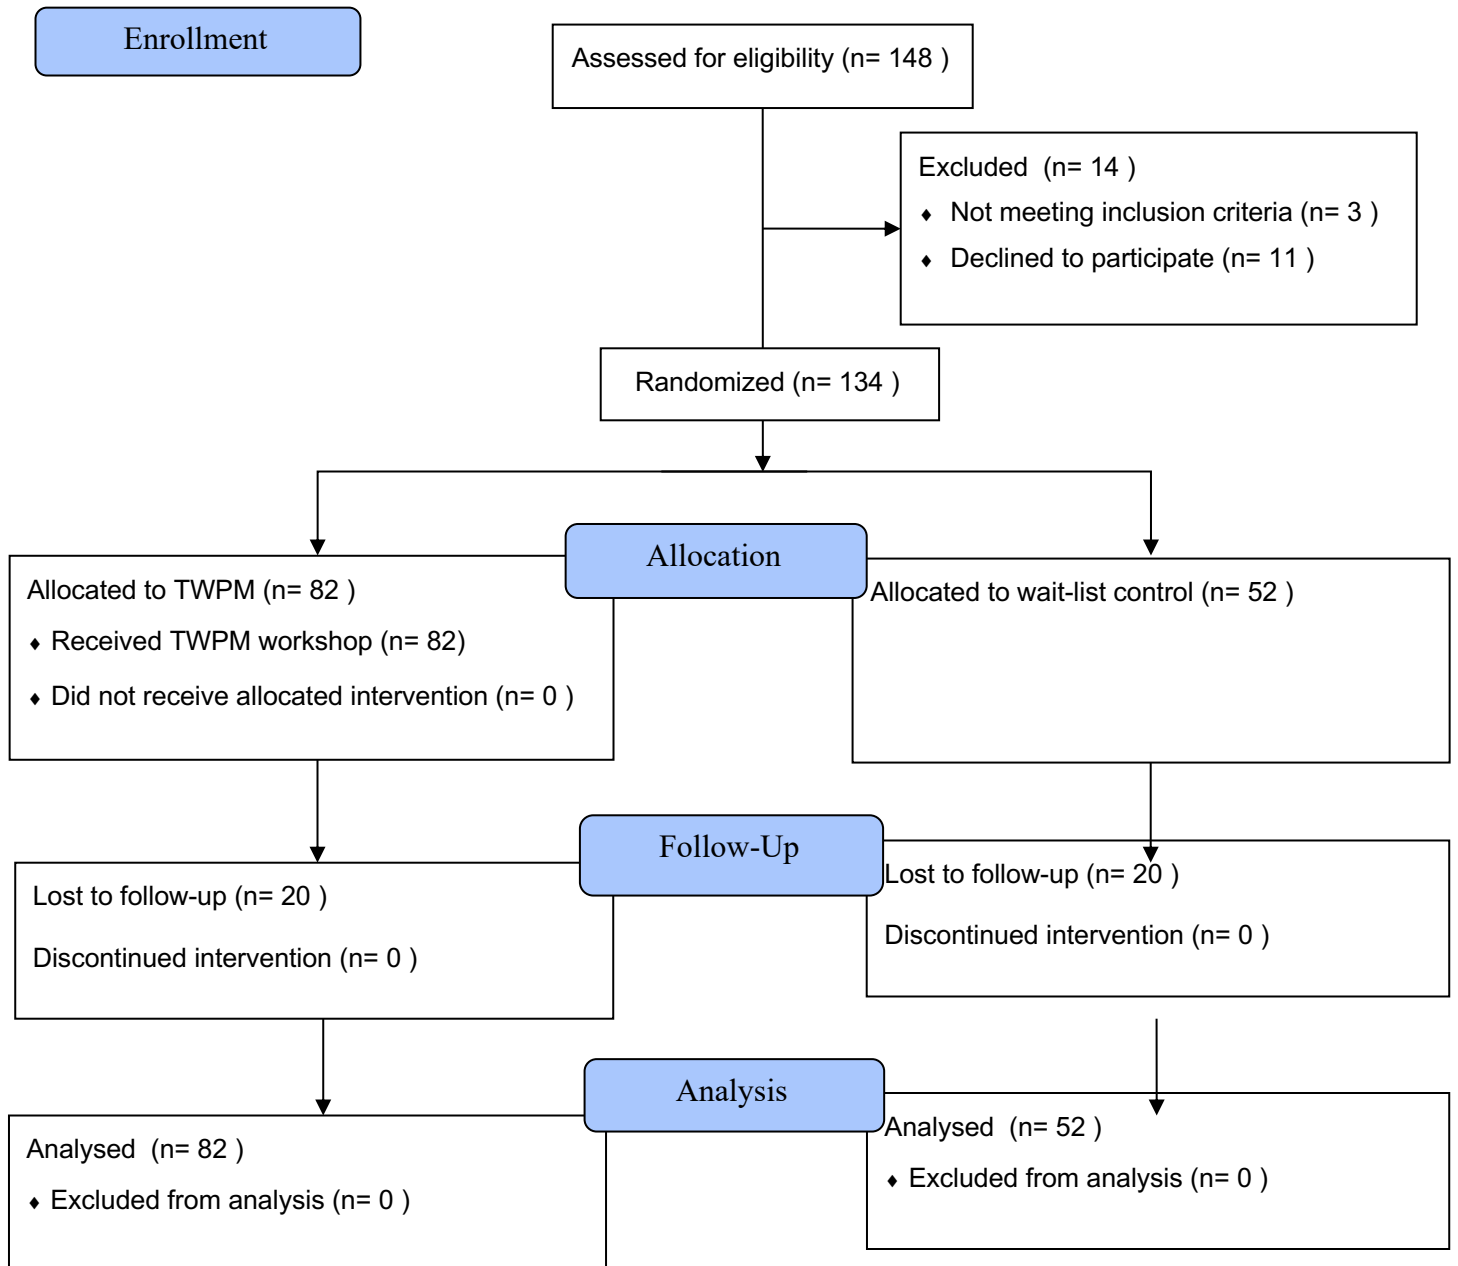 Enrollment
Assessed for eligibility (n= 148 )
Excluded (n= 14 )
♦ Not meeting inclusion criteria (n= 3 )
♦ Declined to participate (n= 11 )
Randomized (n= 134 )
Allocation
Allocated to TWPM (n= 82 )
♦ Received TWPM workshop (n= 82)
♦ Did not receive allocated intervention (n= 0 )
Allocated to wait-list control (n= 52 )
Follow-Up
Lost to follow-up (n= 20 )
Discontinued intervention (n= 0 )
Lost to follow-up (n= 20 )
Discontinued intervention (n= 0 )
Analysis
Analysed (n= 82 )
♦ Excluded from analysis (n= 0 )
Analysed (n= 52 )
♦ Excluded from analysis (n= 0 )